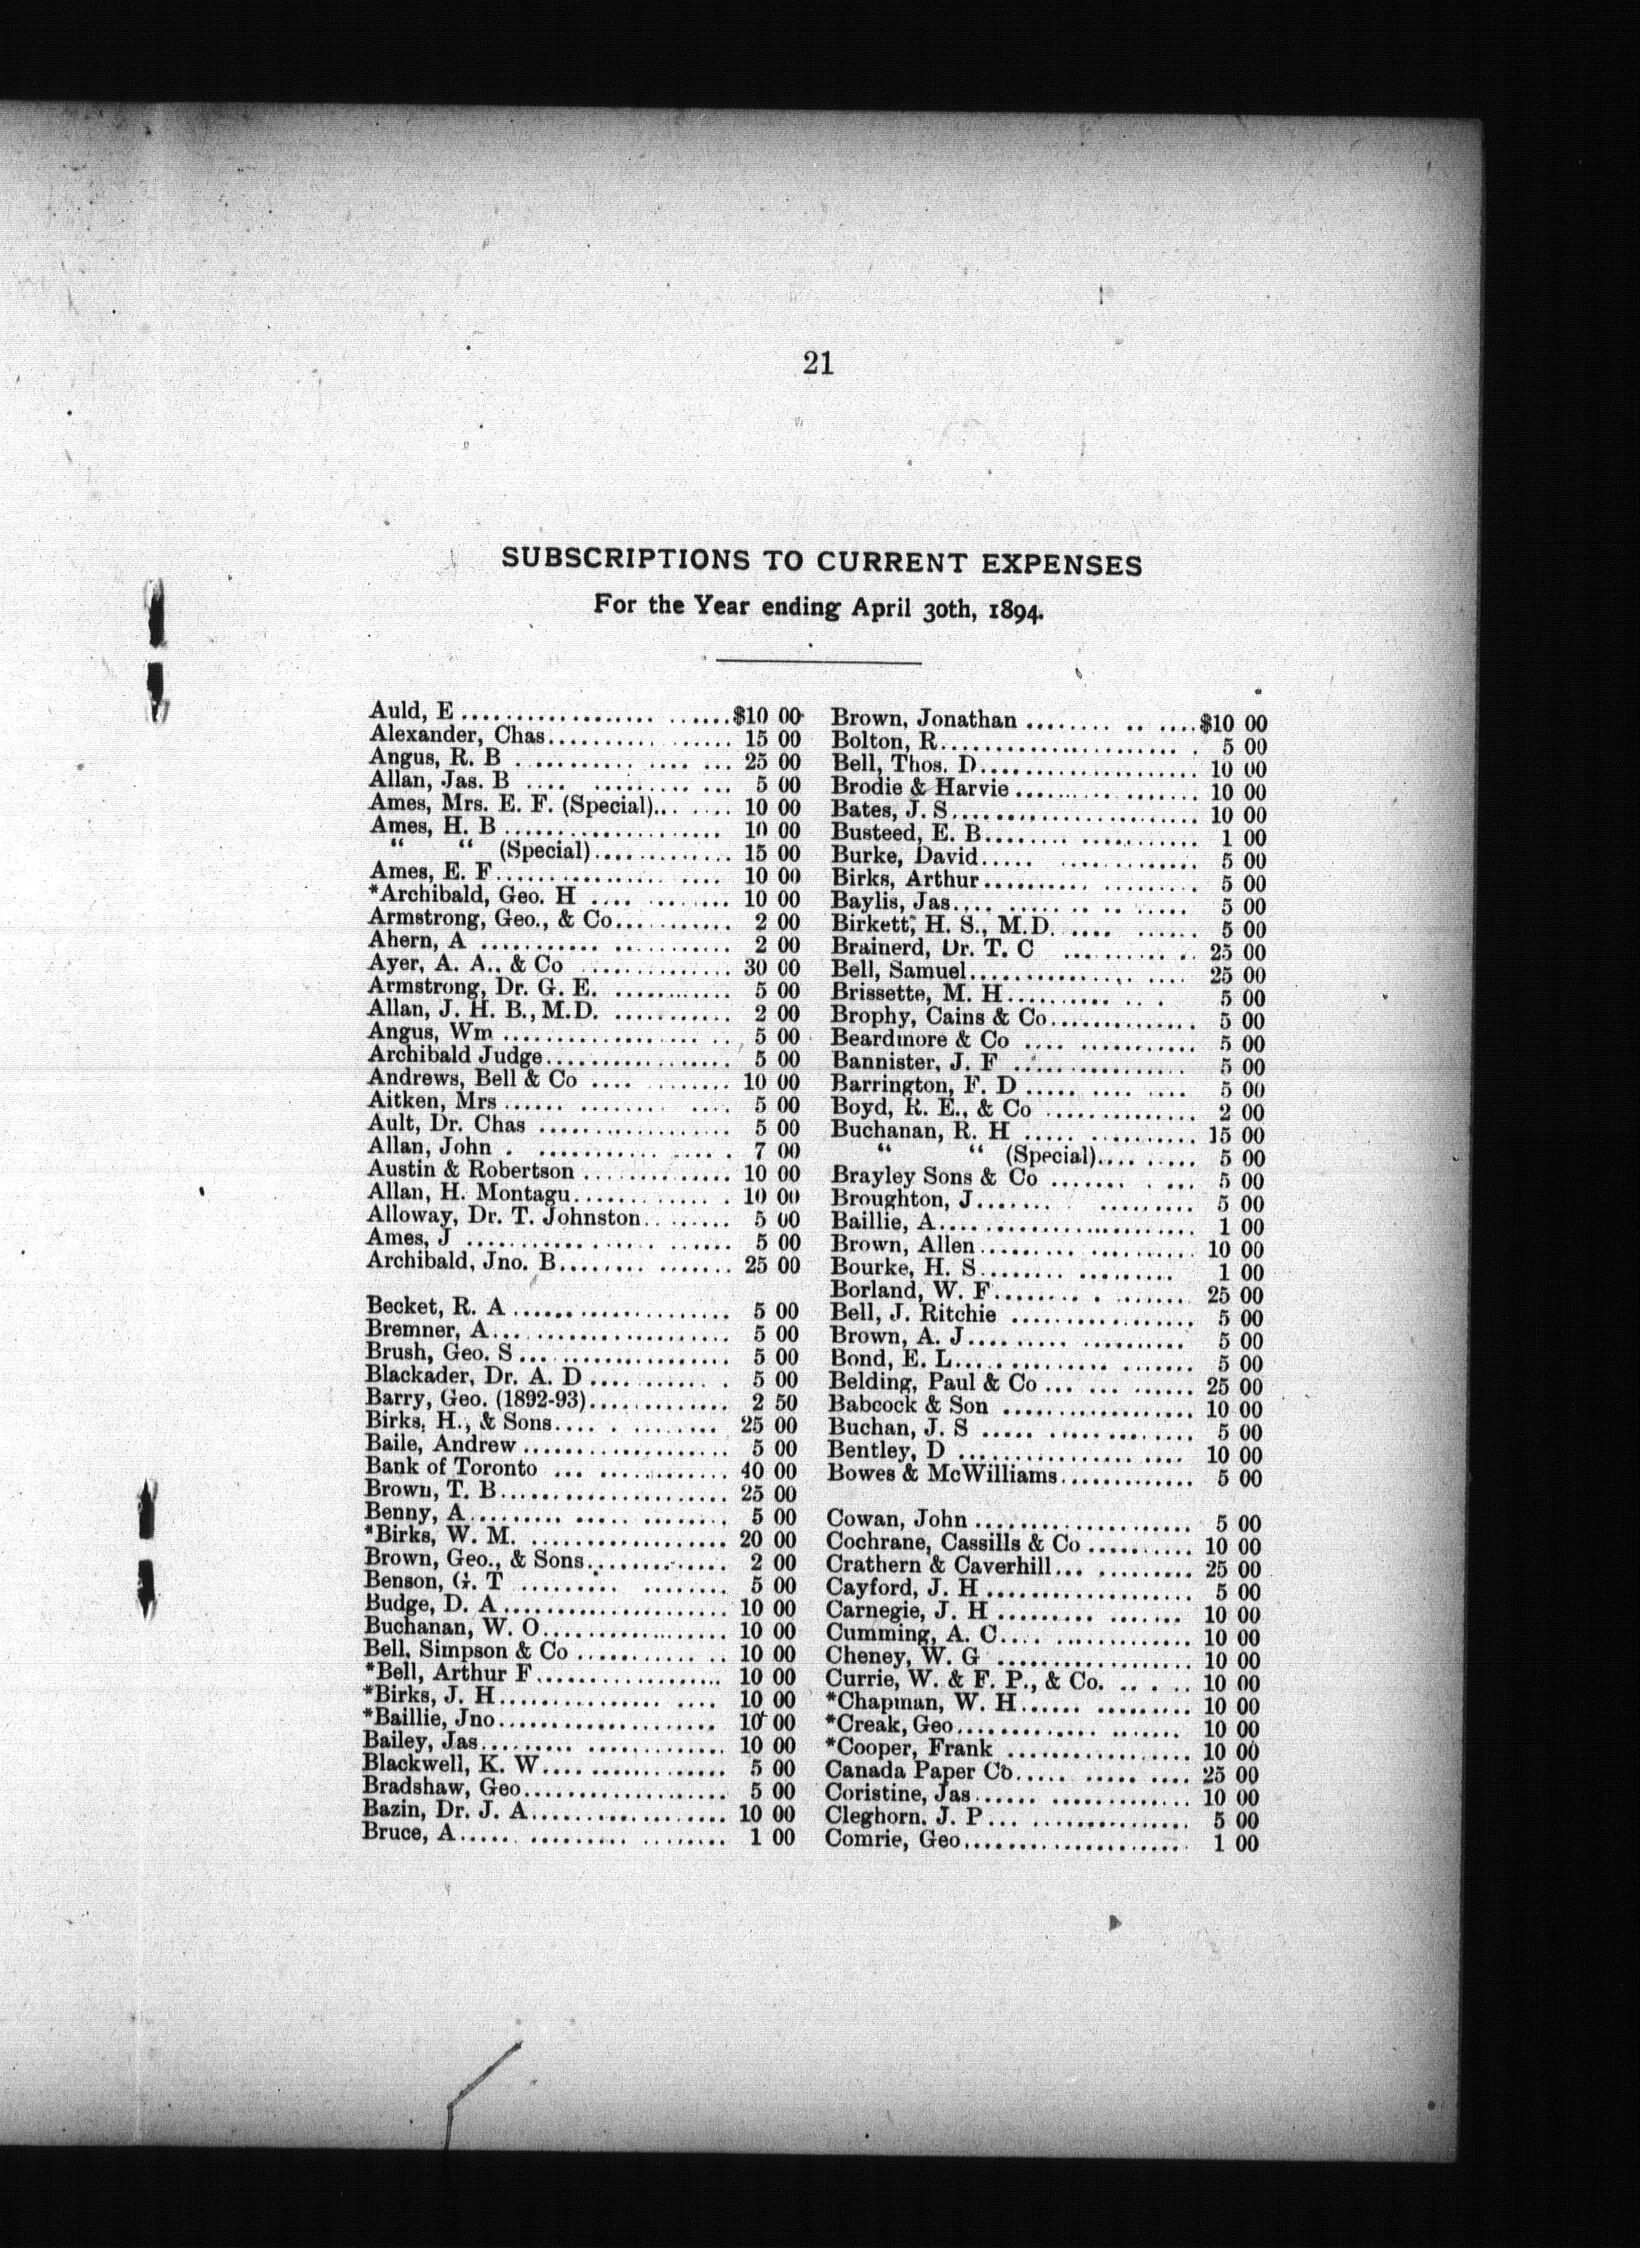 21
SUBSCRIPTIONS TO CURRENT EXPENSES
For the Year ending April 30th, 1894.
Auld, E ........................ $10 00
Alexander, Chas................ 15 00
Angus, R. B .................... 25 00
Allan, Jas. B .................. 5 00
Ames, Mrs. E. F. (Special)...... 10 00
Ames, H. B ..................... 10 00
“ “ (Special)............. 15 00
Ames, E. F...................... 10 00
*Archibald, Geo. H ............. 10 00
Armstrong, Geo., & Co........... 2 00
Ahern, A ....................... 2 00
Ayer, A. A., & Co .............. 30 00
Armstrong, Dr. G. E. ........... 5 00
Allan, J. H. B., M.D. .......... 2 00
Angus, Wm ...................... 5 00
Archibald Judge................. 5 00
Andrews, Bell & Co ............. 10 00
Aitken, Mrs .................... 5 00
Ault, Dr. Chas ................. 5 00
Allan, John .................... 7 00
Austin & Robertson ............. 10 00
Allan, H. Montagu............... 10 00
Alloway, Dr. T. Johnston........ 5 00
Ames, J ........................ 5 00
Archibald, Jno. B............... 25 00
Becket, R. A ................... 5 00
Bremner, A...................... 5 00
Brush, Geo. S .................. 5 00
Blackader, Dr. A. D ............ 5 00
Barry, Geo. (1892-93)........... 2 50
Birks, H., & Sons............... 25 00
Baile, Andrew .................. 5 00
Bank of Toronto ................ 40 00
Brown, T. B..................... 25 00
Benny, A........................ 5 00
*Birks, W. M. .................. 20 00
Brown, Geo., & Sons............. 2 00
Benson, G. T ................... 5 00
Budge, D. A .................... 10 00
Buchanan, W. O.................. 10 00
Bell, Simpson & Co ............. 10 00
*Bell, Arthur F................. 10 00
*Birks, J. H.................... 10 00
*Baillie, Jno................... 10 00
Bailey, Jas..................... 10 00
Blackwell, K. W................. 5 00
Bradshaw, Geo................... 5 00
Bazin, Dr. J. A................. 10 00
Bruce, A........................ 1 00
Brown, Jonathan ................ $10 00
Bolton, R....................... 5 00
Bell, Thos. D................... 10 00
Brodie & Harvie ................ 10 00
Bates, J. S..................... 10 00
Busteed, E. B................... 1 00
Burke, David.................... 5 00
Birks, Arthur................... 5 00
Baylis, Jas..................... 5 00
Birkett, H. S., M.D. ........... 5 00
Brainerd, Dr. T. C ............. 25 00
Bell, Samuel.................... 25 00
Brissette, M. H................. 5 00
Brophy, Cains & Co.............. 5 00
Beardmore & Co ................. 5 00
Bannister, J. F ................ 5 00
Barrington, F. D ............... 5 00
Boyd, R. E., & Co .............. 2 00
Buchanan, R. H ................. 15 00
“ “ (Special)......... 5 00
Brayley Sons & Co .............. 5 00
Broughton, J.................... 5 00
Baillie, A...................... 1 00
Brown, Allen.................... 10 00
Bourke, H. S.................... 1 00
Borland, W. F................... 25 00
Bell, J. Ritchie ............... 5 00
Brown, A. J..................... 5 00
Bond, E. L...................... 5 00
Belding, Paul & Co ............. 25 00
Babcock & Son .................. 10 00
Buchan, J. S ................... 5 00
Bentley, D ..................... 10 00
Bowes & McWilliams.............. 5 00
Cowan, John .................... 5 00
Cochrane, Cassills & Co ........ 10 00
Crathern & Caverhill............ 25 00
Cayford, J. H .................. 5 00
Carnegie, J. H ................. 10 00
Cumming, A. C................... 10 00
Cheney, W. G ................... 10 00
Currie, W. & F. P., & Co. ...... 10 00
*Chapman, W. H.................. 10 00
*Creak, Geo..................... 10 00
*Cooper, Frank ................. 10 00
Canada Paper Co................. 25 00
Coristine, Jas.................. 10 00
Cleghorn, J. P.................. 5 00
Comrie, Geo..................... 1 00